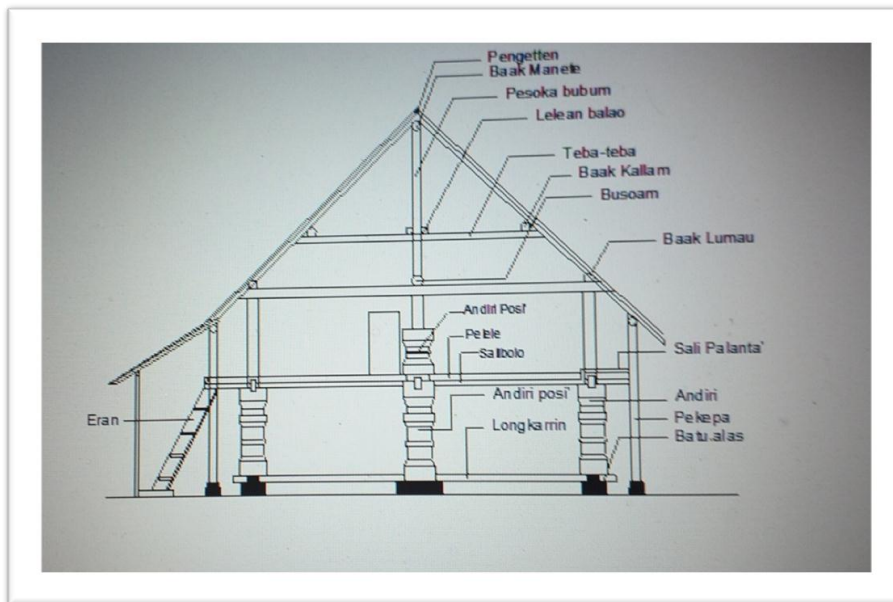 Pengetten
Baak Manete
Pesoka bubum
Lelean balao
Teba-teba
Baak Kallam
Busoam
Baak Lumau
Andiri Posi'
Pelele
Salibolo
Sali Palanta'
Andiri posi'
Andiri
Eran
Longkarrin
Pekepa
Batu.alas